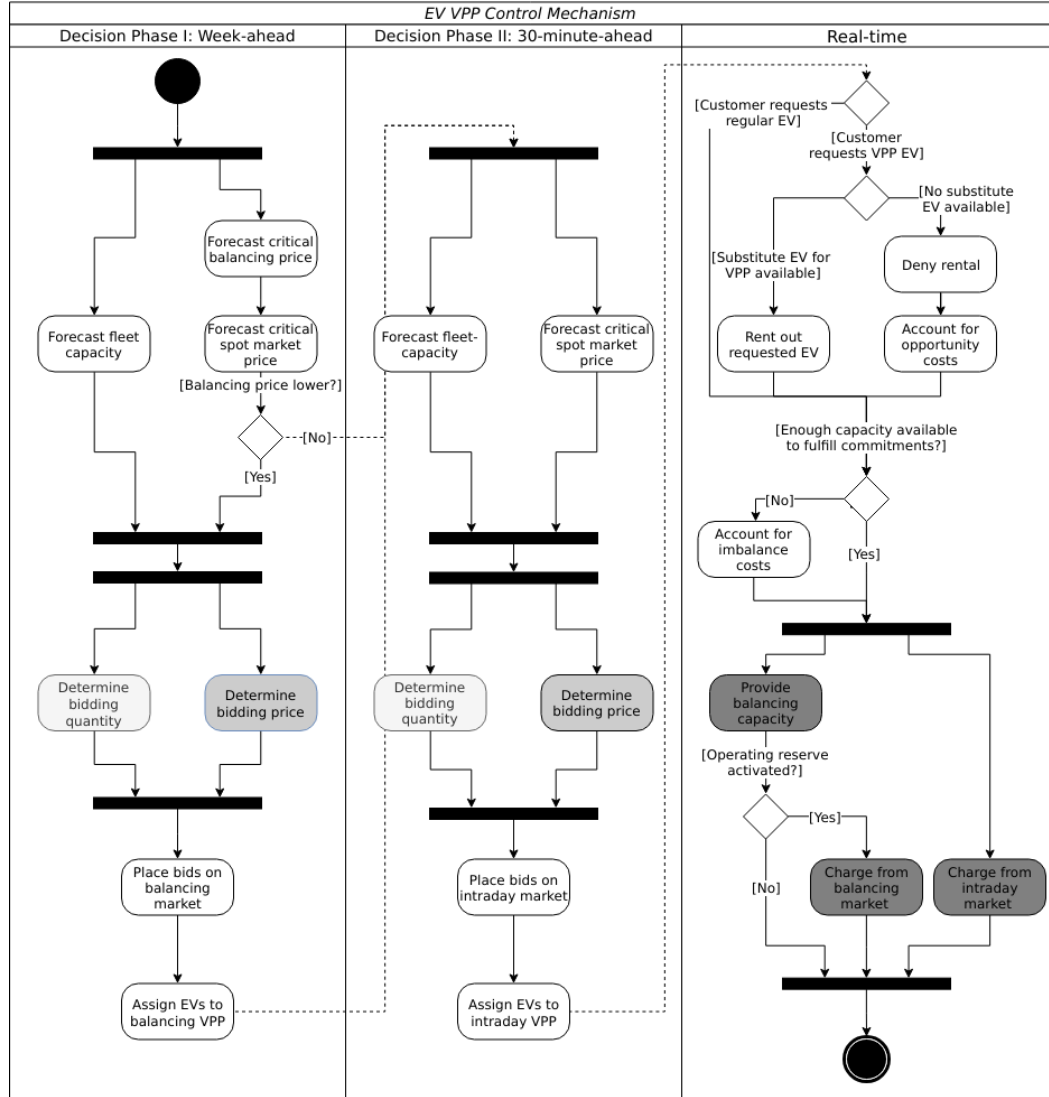 EV VPP Control Mechanism
Decision Phase I: Week-ahead
Decision Phase II: 30-minute-ahead
Real-time
Forecast critical
balancing price
Forecast fleet
capacity
Forecast critical
spot market
price
[Balancing price lower?]
[No]
[Yes]
Determine
bidding
quantity
Determine
bidding price
Place bids on
balancing
market
Assign EVs to
balancing VPP
Forecast fleet-
capacity
Forecast critical
spot market
price
Determine
bidding
quantity
Determine
bidding price
Place bids on
intraday market
Assign EVs to
intraday VPP
[Customer requests
regular EV]
[Customer
requests VPP EV]
[No substitute
EV available]
[Substitute EV for
VPP available]
Deny rental
Rent out
requested EV
Account for
opportunity
costs
[Enough capacity available
to fulfill commitments?]
[No]
Account for
imbalance
costs
[Yes]
Provide
balancing
capacity
[Operating reserve
activated?]
[Yes]
[No]
Charge from
balancing
market
Charge from
intraday
market